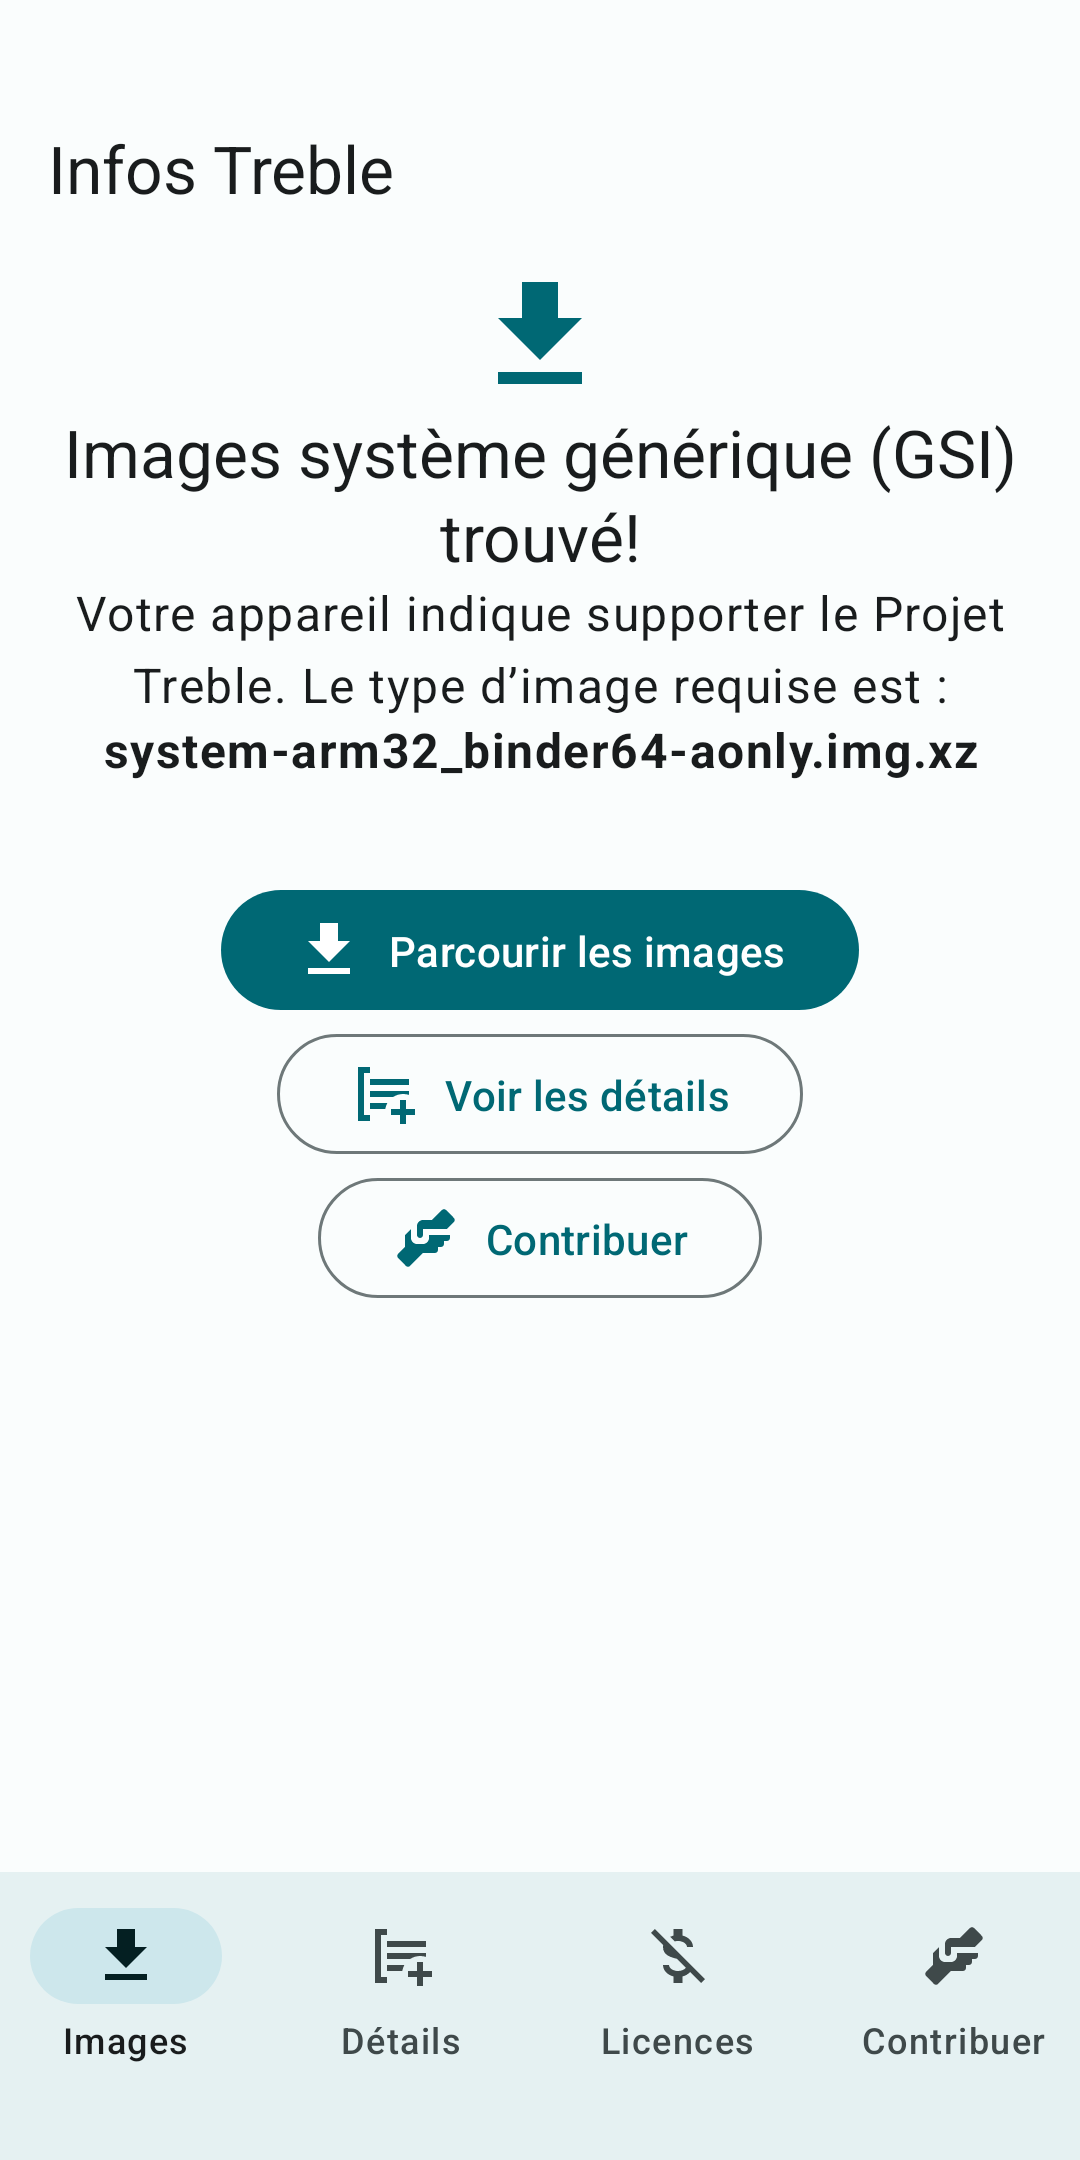 Infos Treble
Images système générique (GSI)
trouvé!
Votre appareil indique supporter le Projet
Treble. Le type d’image requise est :
system-arm32_binder64-aonly.img.xz
Parcourir les images
Voir les détails
Contribuer
Images
Détails
Licences
Contribuer